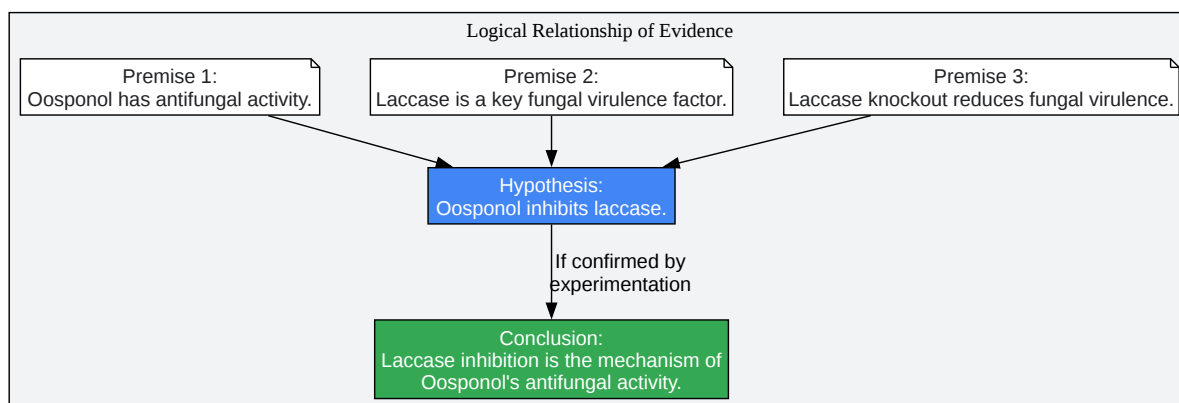 Logical Relationship of Evidence
Premise 1:
Oosponol has antifungal activity.
Premise 2:
Laccase is a key fungal virulence factor.
Premise 3:
Laccase knockout reduces fungal virulence.
Hypothesis:
Oosponol inhibits laccase.
If confirmed by
experimentation
Conclusion:
Laccase inhibition is the mechanism of
Oosponol's antifungal activity.